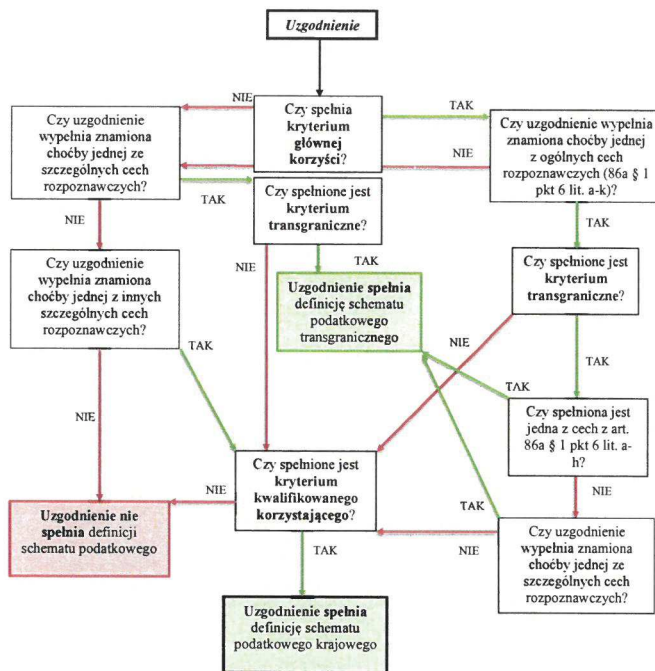 Uzgodnienie
NIE
TAK
Czy uzgodnienie
wypełnia znamiona
choćby jednej ze
szczególnych cech
rozpoznawczych?
Czy spełnia
kryterium
głównej
korzyści?
Czy uzgodnienie wypełnia
znamiona choćby jednej
z ogólnych cech
rozpoznawczych (86a § 1
pkt 6 lit. a-k)?
NIE
TAK
Czy spełnione jest
kryterium
transgraniczne?
NIE
TAK
Czy uzgodnienie
wypełnia znamiona
choćby jednej z innych
szczególnych cech
rozpoznawczych?
NIE
TAK
Uzgodnienie spełnia
definicję schematu
podatkowego
transgranicznego
Czy spełnione jest
kryterium
transgraniczne?
NIE
TAK
TAK
TAK
NIE
Czy spełniona jest
jedna z cech z art.
86a § 1 pkt 6 lit. a-
h?
Czy spełnione jest
kryterium
kwalifikowanego
korzystającego?
NIE
NIE
TAK
Uzgodnienie nie
spełnia definicji
schematu podatkowego
NIE
Czy uzgodnienie
wypełnia znamiona
choćby jednej ze
szczególnych cech
rozpoznawczych?
TAK
Uzgodnienie spełnia
definicję schematu
podatkowego krajowego